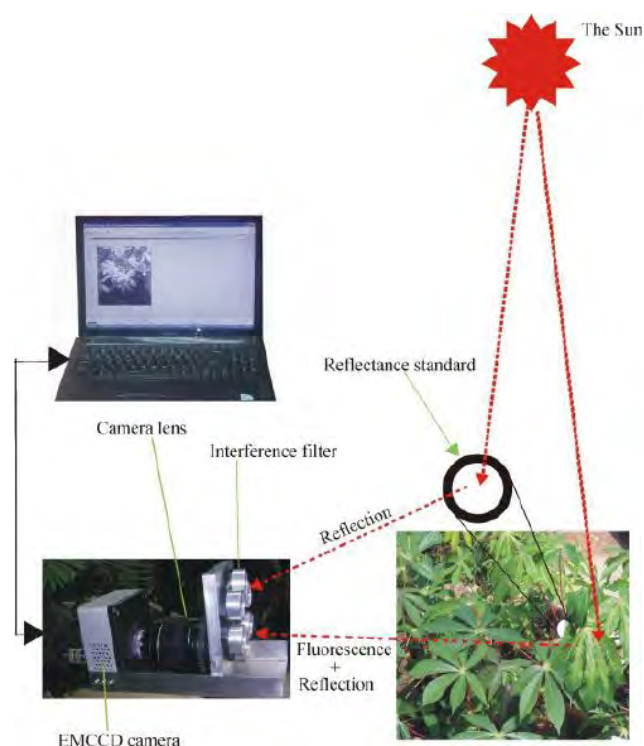 The Sun
Reflectance standard
Camera lens
Interference filter
Reflection
Fluorescence
+
Reflection
EMCCD camera